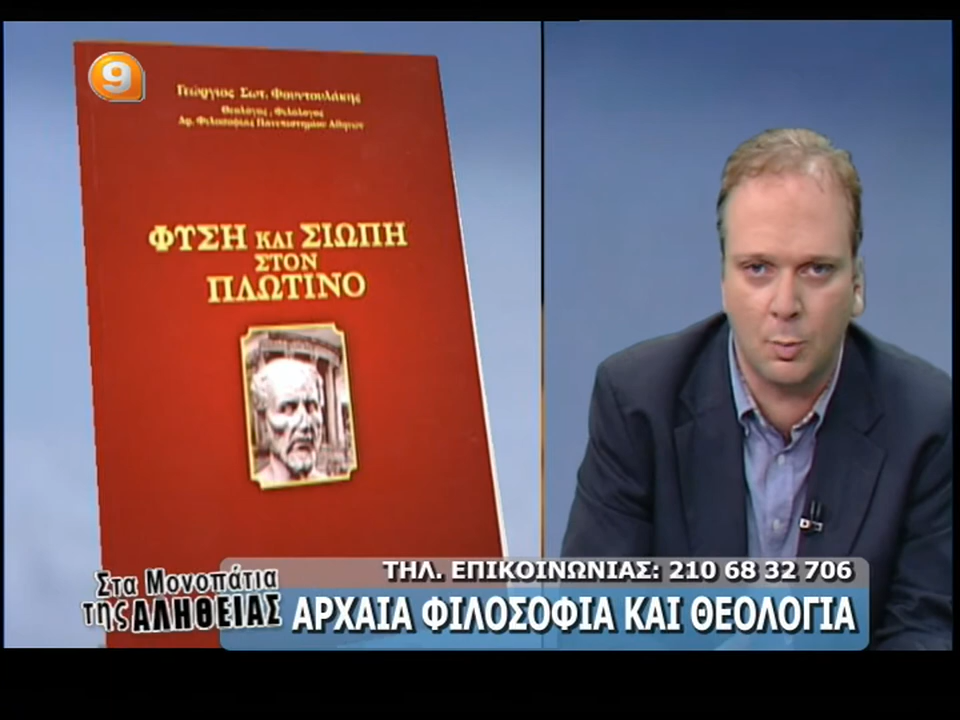 9
Γεώργιος Σωτ. Φουντουλάκης
Θεολόγος, Φιλόλογος
Δρ. Φιλοσοφίας Πανεπιστημίου Αθηνών
ΦΥΣΗ ΚΑΙ ΣΙΩΠΗ
ΣΤΟΝ
ΠΛΩΤΙΝΟ
ΤΗΛ. ΕΠΙΚΟΙΝΩΝΙΑΣ: 210 68 32 706
Στα Μονοπάτια
της ΑΛΗΘΕΙΑΣ
ΑΡΧΑΙΑ ΦΙΛΟΣΟΦΙΑ ΚΑΙ ΘΕΟΛΟΓΙΑ